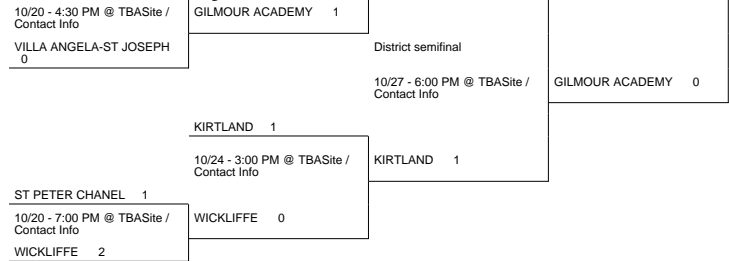 10/20 - 4:30 PM @ TBASite /
Contact Info
GILMOUR ACADEMY 1
VILLA ANGELA-ST JOSEPH
0
District semifinal
10/27 - 6:00 PM @ TBASite /
Contact Info
GILMOUR ACADEMY 0
KIRTLAND 1
10/24 - 3:00 PM @ TBASite /
Contact Info
KIRTLAND 1
ST PETER CHANEL 1
10/20 - 7:00 PM @ TBASite /
Contact Info
WICKLIFFE 0
WICKLIFFE 2